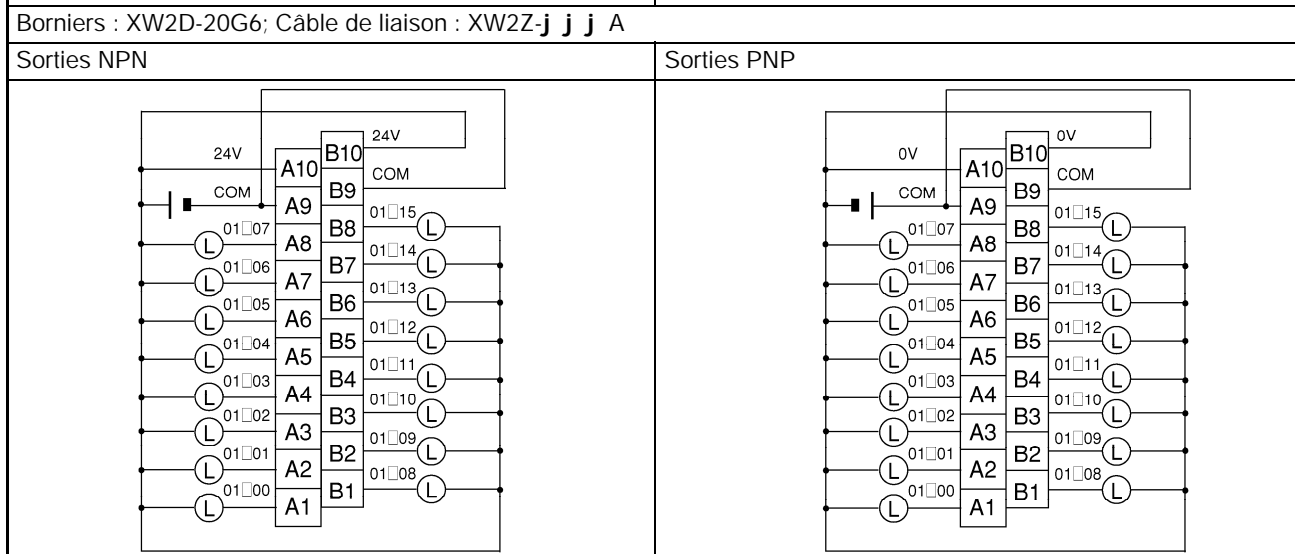 Borniers : XW2D-20G6; Câble de liaison : XW2Z-j j j A
Sorties NPN
Sorties PNP
24V
B10
24V
A10
COM
COM
B9
A9
01□15
01□07
B8
L
L
A8
01□14
01□06
B7
L
L
A7
01□13
01□05
B6
L
L
A6
01□12
01□04
B5
L
L
A5
01□11
01□03
B4
L
L
A4
01□10
01□02
B3
L
L
A3
01□09
01□01
B2
L
L
A2
01□08
01□00
B1
L
L
A1
0V
B10
0V
A10
COM
COM
B9
A9
01□15
01□07
B8
L
L
A8
01□14
01□06
B7
L
L
A7
01□13
01□05
B6
L
L
A6
01□12
01□04
B5
L
L
A5
01□11
01□03
B4
L
L
A4
01□10
01□02
B3
L
L
A3
01□09
01□01
B2
L
L
A2
01□08
01□00
B1
L
L
A1